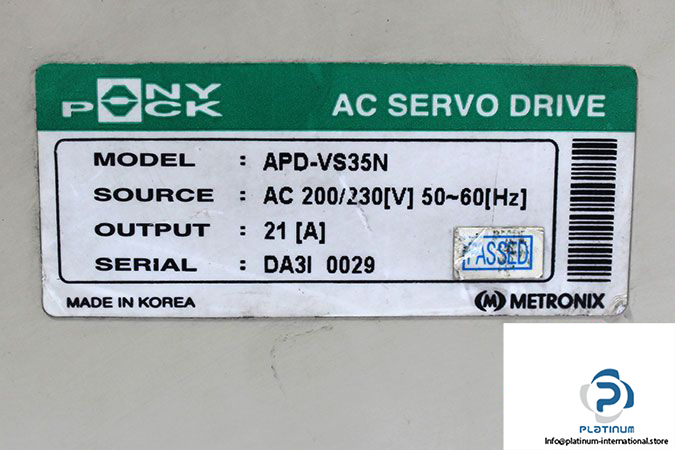 ANY
PACK
AC SERVO DRIVE
MODEL : APD-VS35N
SOURCE : AC 200/230[V] 50~60[Hz]
OUTPUT : 21 [A]
SERIAL : DA3I 0029
PASSED
MADE IN KOREA
METRONIX
PLATINUM
Info@platinum-international.store